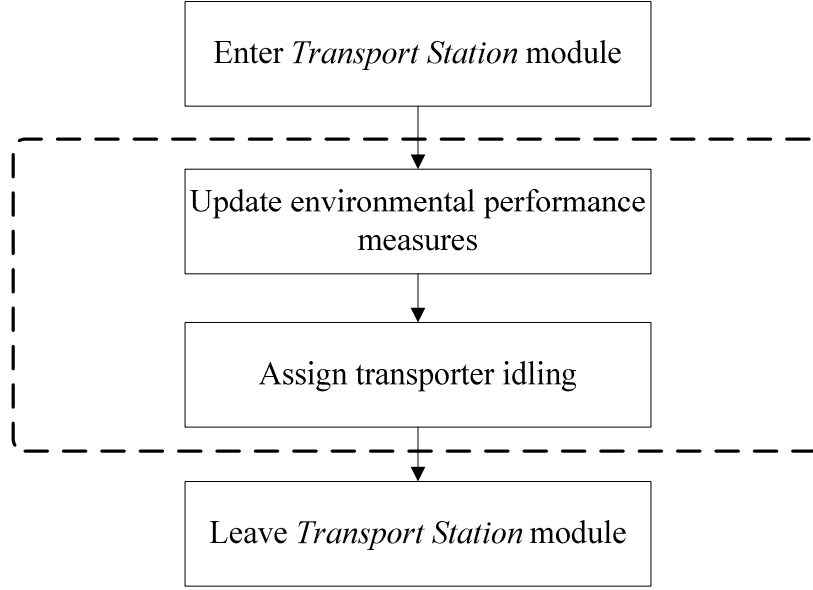 Enter Transport Station module
Update environmental performance
measures
Assign transporter idling
Leave Transport Station module